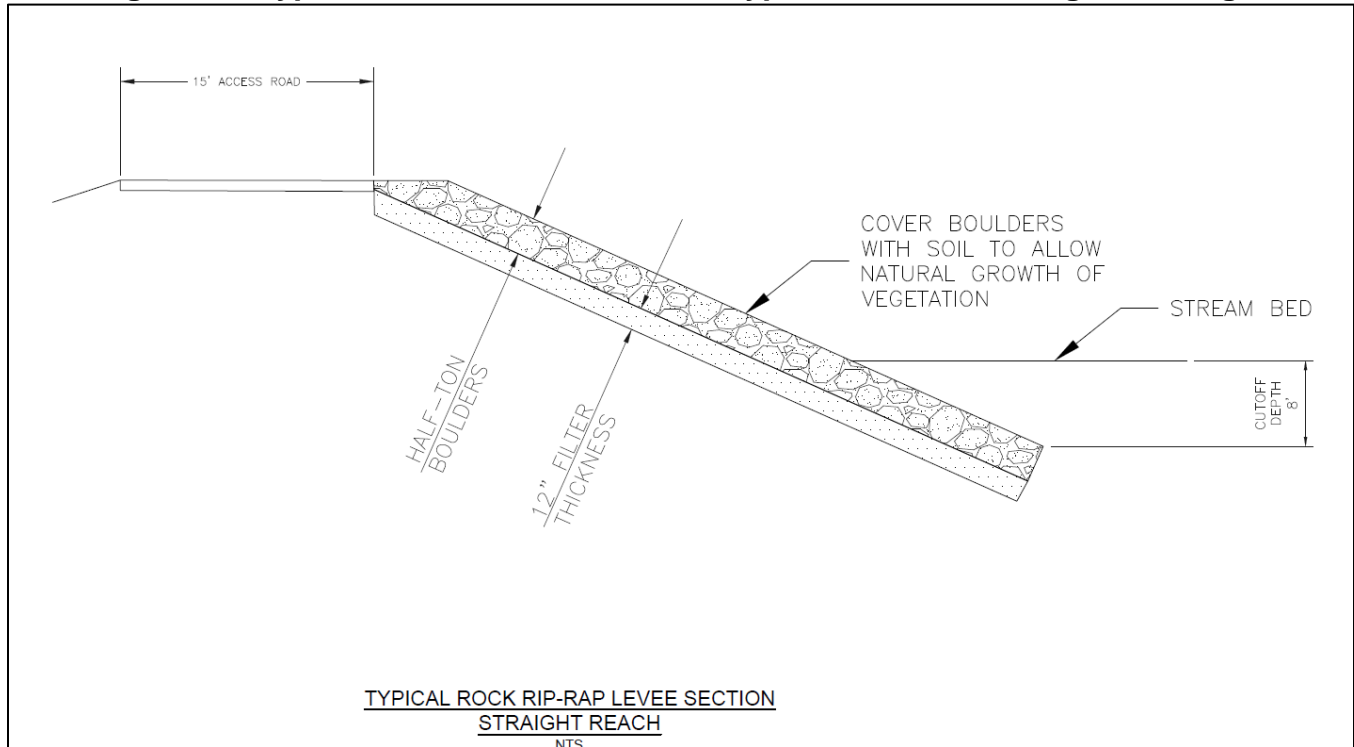 15' ACCESS ROAD
COVER BOULDERS
WITH SOIL TO ALLOW
NATURAL GROWTH OF
VEGETATION
STREAM BED
HALF-TON
BOULDERS
12" FILTER
THICKNESS
CUTOFF
DEPTH
8'
TYPICAL ROCK RIP-RAP LEVEE SECTION
STRAIGHT REACH
NTS